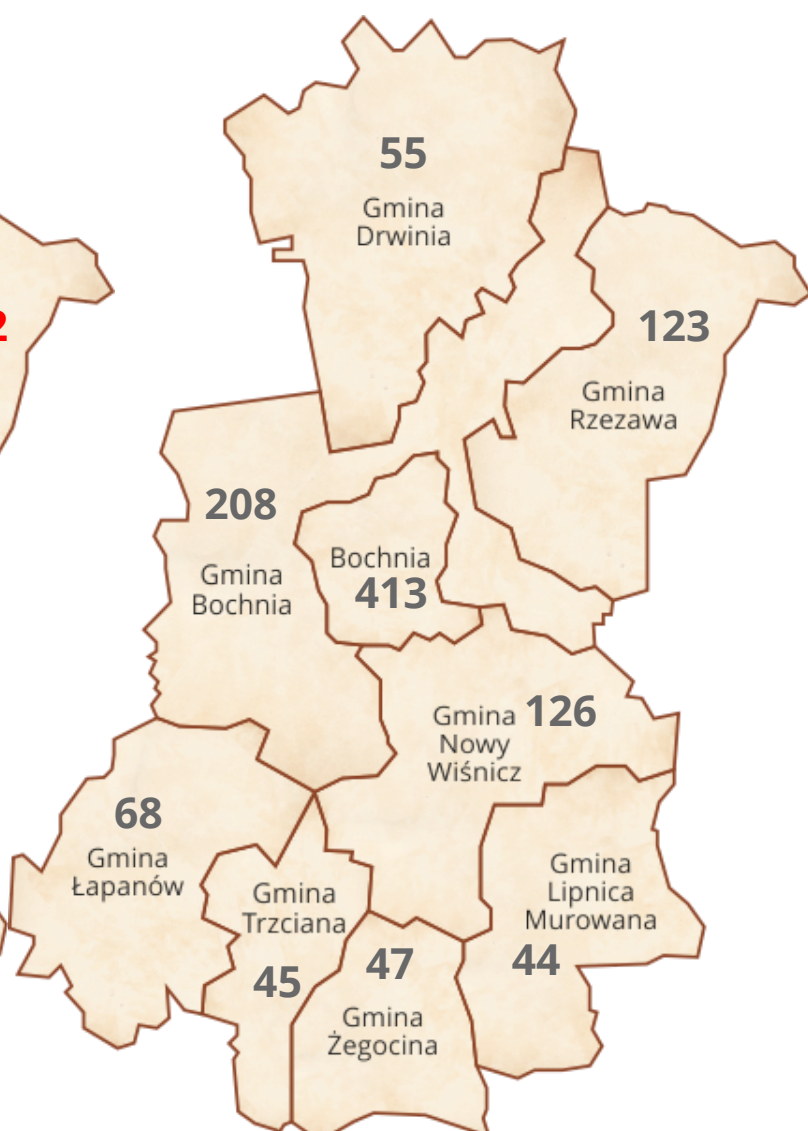 55
Gmina
Drwinia
2
123
Gmina
Rzezawa
208
Gmina
Bochnia
Bochnia
413
Gmina
Nowy
Wiśnicz
126
68
Gmina
Łapanów
Gmina
Trzciana
45
47
Gmina
Żegocina
Gmina
Lipnica
Murowana
44